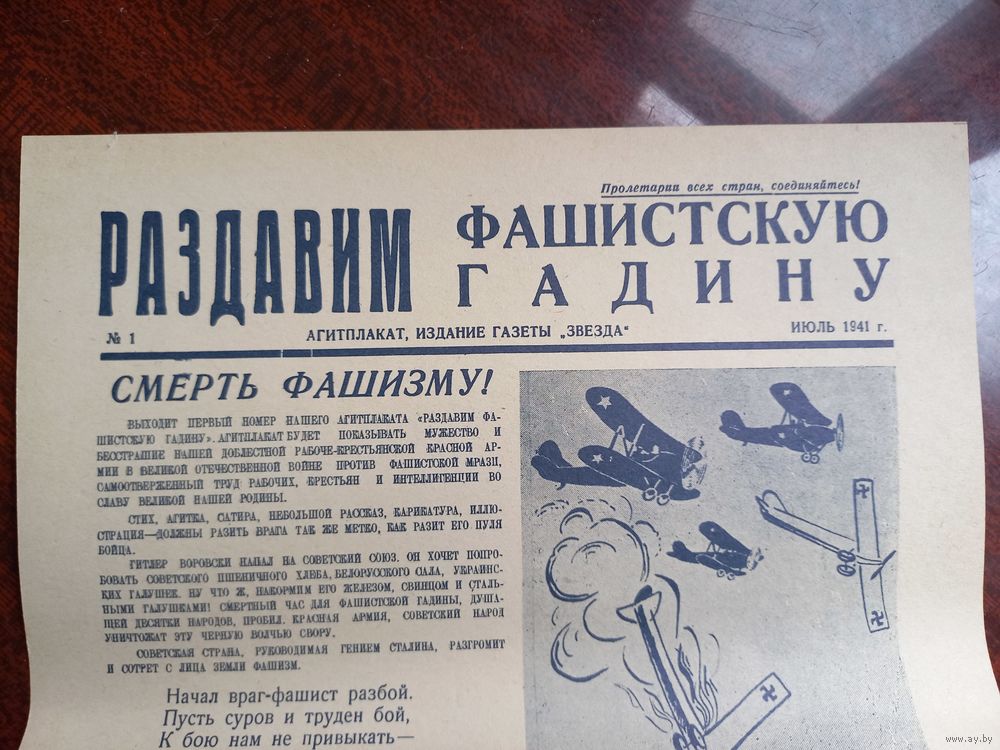 Пролетарии всех стран, соединяйтесь!
РАЗДАВИМ ФАШИСТСКУЮ
ГАДИНУ
№ 1
АГИТПЛАКАТ, ИЗДАНИЕ ГАЗЕТЫ „ЗВЕЗДА“
ИЮЛЬ 1941 г.
СМЕРТЬ ФАШИЗМУ!
ВЫХОДИТ ПЕРВЫЙ НОМЕР НАШЕГО АГИТПЛАКАТА «РАЗДАВИМ ФА-
ШИСТСКУЮ ГАДИНУ». АГИТПЛАКАТ БУДЕТ ПОКАЗЫВАТЬ МУЖЕСТВО И
БЕССТРАШИЕ НАШЕЙ ДОБЛЕСТНОЙ РАБОЧЕ-КРЕСТЬЯНСКОЙ КРАСНОЙ АР-
МИИ В ВЕЛИКОЙ ОТЕЧЕСТВЕННОЙ ВОЙНЕ ПРОТИВ ФАШИСТСКОЙ МРАЗИ,
САМООТВЕРЖЕННЫЙ ТРУД РАБОЧИХ, КРЕСТЬЯН И ИНТЕЛЛИГЕНЦИИ ВО
СЛАВУ ВЕЛИКОЙ НАШЕЙ РОДИНЫ.
СТИХ, АГИТКА, САТИРА, НЕБОЛЬШОЙ РАССКАЗ, КАРИКАТУРА, ИЛЛЮ-
СТРАЦИЯ—ДОЛЖНЫ РАЗИТЬ ВРАГА ТАК ЖЕ МЕТКО, КАК РАЗИТ ЕГО ПУЛЯ
БОЙЦА.
ГИТЛЕР ВОРОВСКИ НАПАЛ НА СОВЕТСКИЙ СОЮЗ. ОН ХОЧЕТ ПОПРО-
БОВАТЬ СОВЕТСКОГО ПШЕНИЧНОГО ХЛЕБА, БЕЛОРУССКОГО САЛА, УКРАИНС-
КИХ ГАЛУШЕК. НУ ЧТО Ж, НАКОРМИМ ЕГО ЖЕЛЕЗОМ, СВИНЦОМ И СТАЛЬ-
НЫМИ ГАЛУШКАМИ! СМЕРТНЫЙ ЧАС ДЛЯ ФАШИСТСКОЙ ГАДИНЫ, ДУША-
ЩЕЙ ДЕСЯТКИ НАРОДОВ, ПРОБИЛ. КРАСНАЯ АРМИЯ, СОВЕТСКИЙ НАРОД
УНИЧТОЖАТ ЭТУ ЧЕРНУЮ ВОЛЧЬЮ СВОРУ.
СОВЕТСКАЯ СТРАНА, РУКОВОДИМАЯ ГЕНИЕМ СТАЛИНА, РАЗГРОМИТ
И СОТРЕТ С ЛИЦА ЗЕМЛИ ФАШИЗМ.
Начал враг-фашист разбой.
Пусть суров и труден бой,
К бою нам не привыкать—
www.ay.by